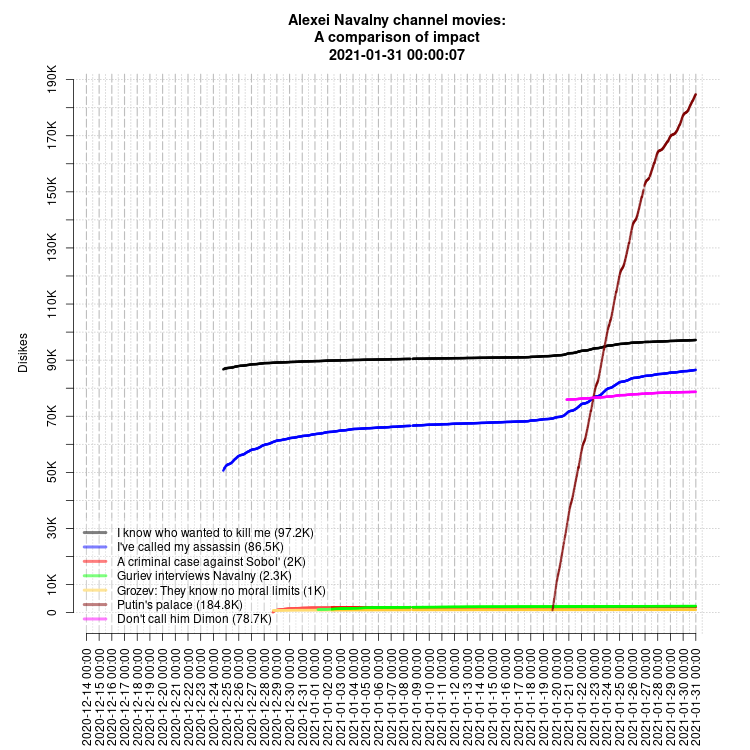 Alexei Navalny channel movies:
A comparison of impact
2021-01-31 00:00:07
Disikes
190K
170K
150K
130K
110K
90K
70K
50K
30K
10K
0
I know who wanted to kill me (97.2K)
I've called my assassin (86.5K)
A criminal case against Sobol' (2K)
Guriev interviews Navalny (2.3K)
Grozev: They know no moral limits (1K)
Putin's palace (184.8K)
Don't call him Dimon (78.7K)
2020-12-14 00:00
2020-12-15 00:00
2020-12-16 00:00
2020-12-17 00:00
2020-12-18 00:00
2020-12-19 00:00
2020-12-20 00:00
2020-12-21 00:00
2020-12-22 00:00
2020-12-23 00:00
2020-12-24 00:00
2020-12-25 00:00
2020-12-26 00:00
2020-12-27 00:00
2020-12-28 00:00
2020-12-29 00:00
2020-12-30 00:00
2020-12-31 00:00
2021-01-01 00:00
2021-01-02 00:00
2021-01-03 00:00
2021-01-04 00:00
2021-01-05 00:00
2021-01-06 00:00
2021-01-07 00:00
2021-01-08 00:00
2021-01-09 00:00
2021-01-10 00:00
2021-01-11 00:00
2021-01-12 00:00
2021-01-13 00:00
2021-01-14 00:00
2021-01-15 00:00
2021-01-16 00:00
2021-01-17 00:00
2021-01-18 00:00
2021-01-19 00:00
2021-01-20 00:00
2021-01-21 00:00
2021-01-22 00:00
2021-01-23 00:00
2021-01-24 00:00
2021-01-25 00:00
2021-01-26 00:00
2021-01-27 00:00
2021-01-28 00:00
2021-01-29 00:00
2021-01-30 00:00
2021-01-31 00:00